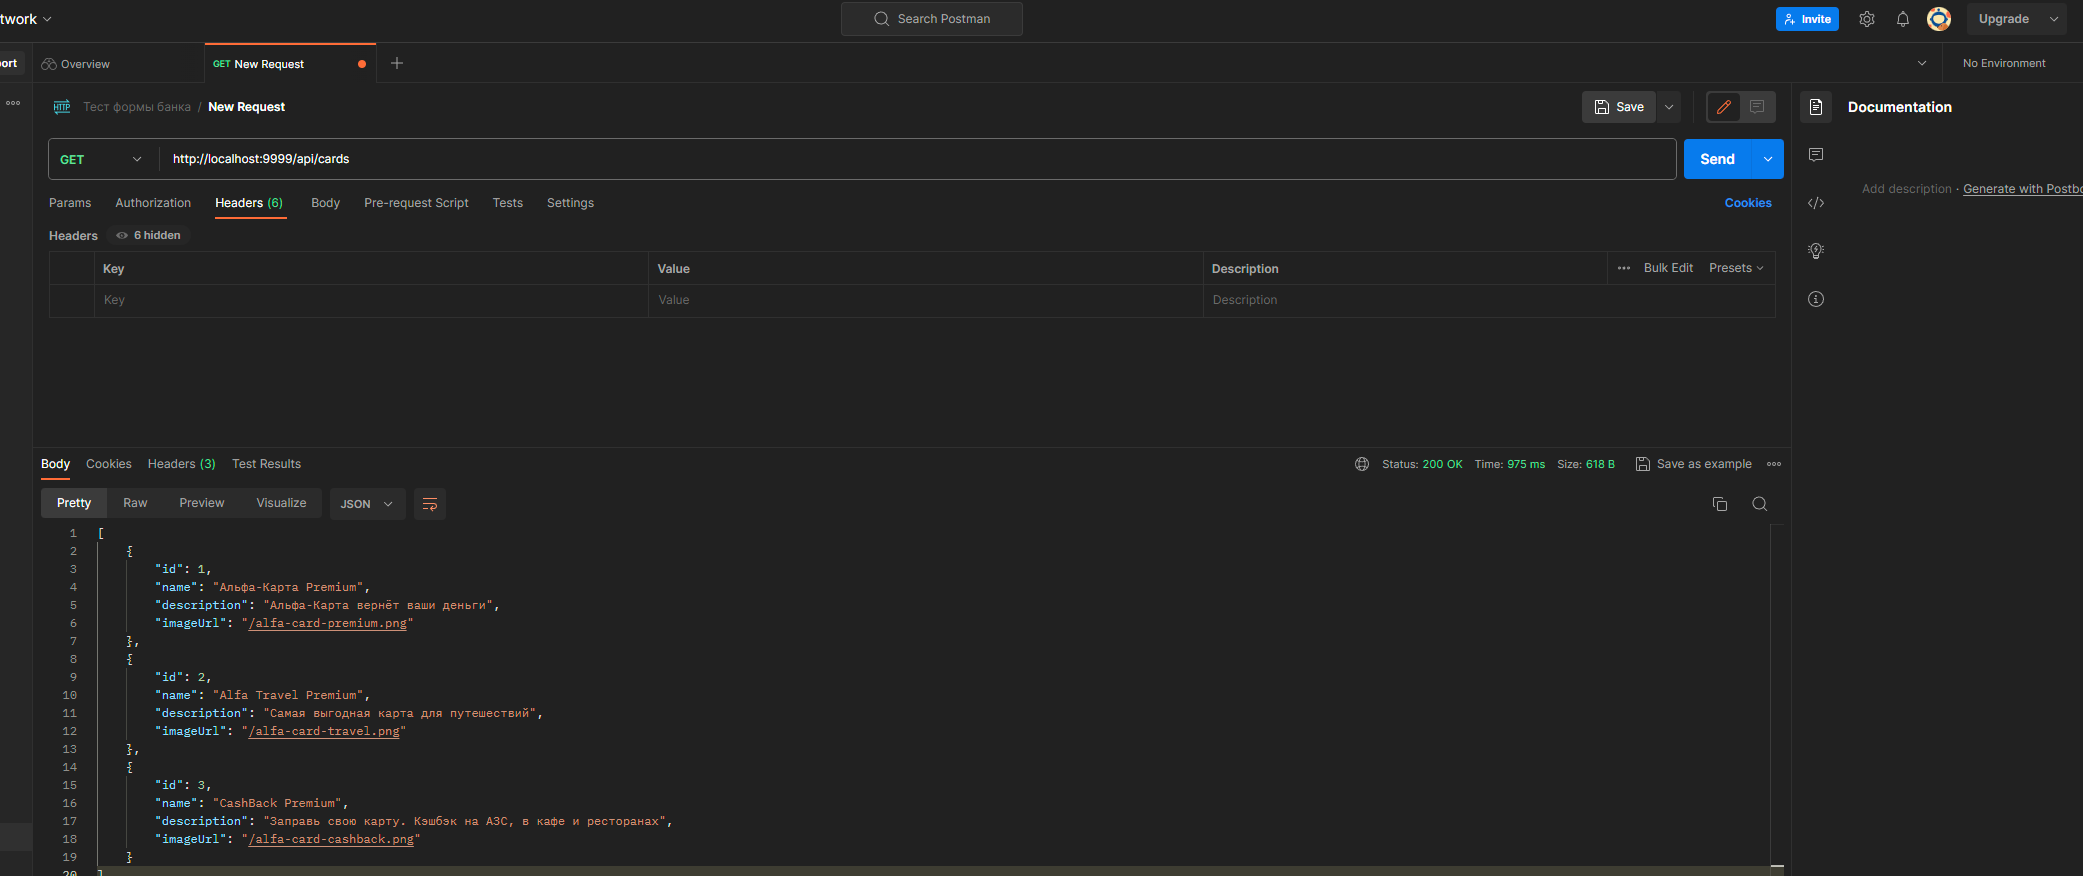 twork
Search Postman
Invite
Upgrade
ort
Overview
GET New Request
No Environment
HTTP Тест формы банка / New Request
Save
Documentation
GET
http://localhost:9999/api/cards
Send
Add description · Generate with Postbo
Params
Authorization
Headers (6)
Body
Pre-request Script
Tests
Settings
Cookies
Headers
6 hidden
Key
Value
Description
Bulk Edit
Presets
Key
Value
Description
Body
Cookies
Headers (3)
Test Results
Status: 200 OK
Time: 975 ms
Size: 618 B
Save as example
Pretty
Raw
Preview
Visualize
JSON
1 [
2 {
3 "id": 1,
4 "name": "Альфа-Карта Premium",
5 "description": "Альфа-Карта вернёт ваши деньги",
6 "imageUrl": "/alfa-card-premium.png"
7 },
8 {
9 "id": 2,
10 "name": "Alfa Travel Premium",
11 "description": "Самая выгодная карта для путешествий",
12 "imageUrl": "/alfa-card-travel.png"
13 },
14 {
15 "id": 3,
16 "name": "CashBack Premium",
17 "description": "Заправь свою карту. Кэшбэк на АЗС, в кафе и ресторанах",
18 "imageUrl": "/alfa-card-cashback.png"
19 }
20 ]